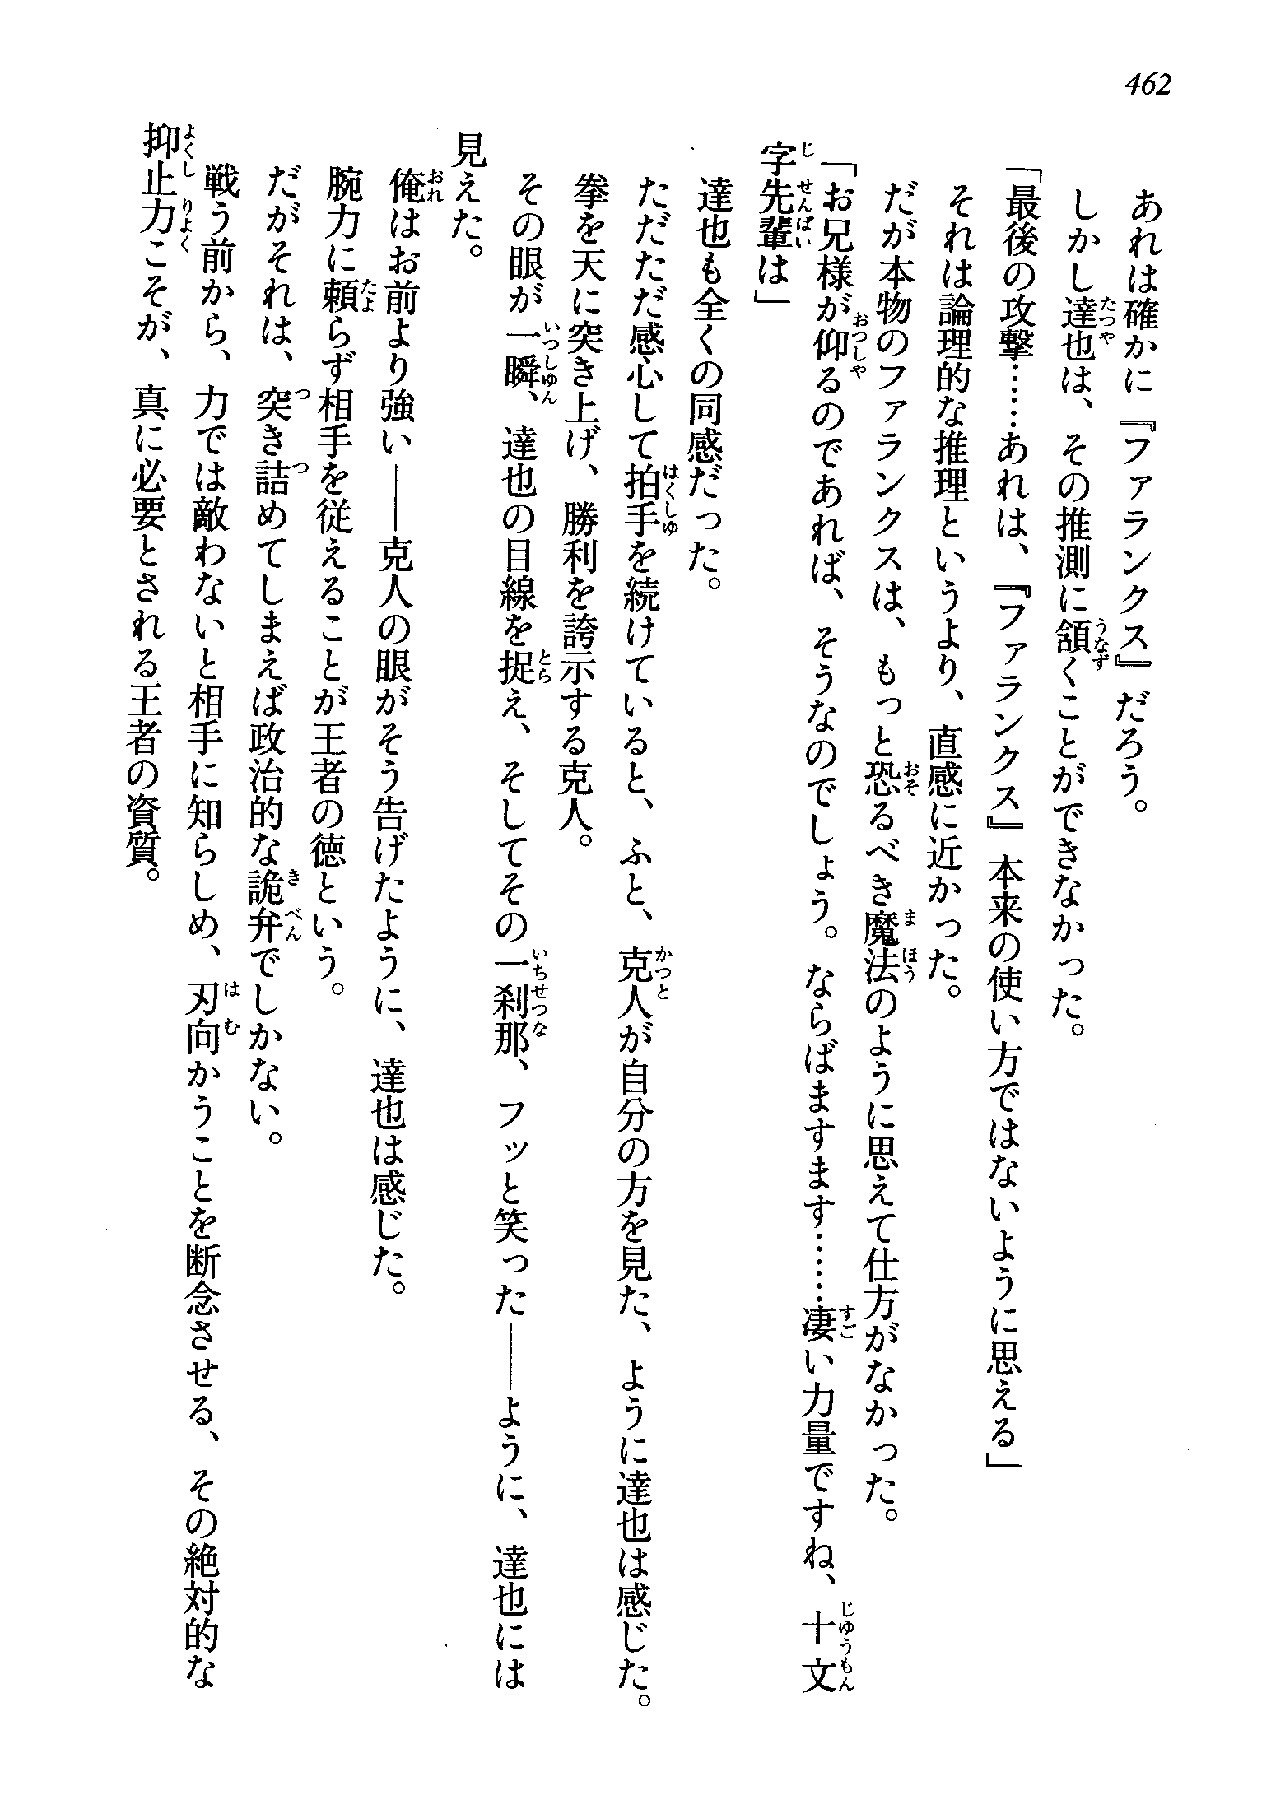 462
あれは確かに『ファランクス』だろう。
しかし達也は、その推測に頷くことができなかった。
「最後の攻撃……あれは、『ファランクス』本来の使い方ではないように思える」
それは論理的な推理というより、直感に近かった。
だが本物のファランクスは、もっと恐るべき魔法のように思えて仕方がなかった。
「お兄様が仰るのであれば、そうなのでしょう。ならばますます……凄い力量ですね、十文
字先輩は」
達也も全くの同感だった。
ただただ感心して拍手を続けていると、ふと、克人が自分の方を見た、ように達也は感じた。
拳を天に突き上げ、勝利を誇示する克人。
その眼が一瞬、達也の目線を捉え、そしてその一刹那、フッと笑った――ように、達也には
見えた。
俺はお前より強い――克人の眼がそう告げたように、達也は感じた。
腕力に頼らず相手を従えることが王者の徳という。
だがそれは、突き詰めてしまえば政治的な詭弁でしかない。
戦う前から、力では敵わないと相手に知らしめ、刃向かうことを断念させる、その絶対的な
抑止力こそが、真に必要とされる王者の資質。